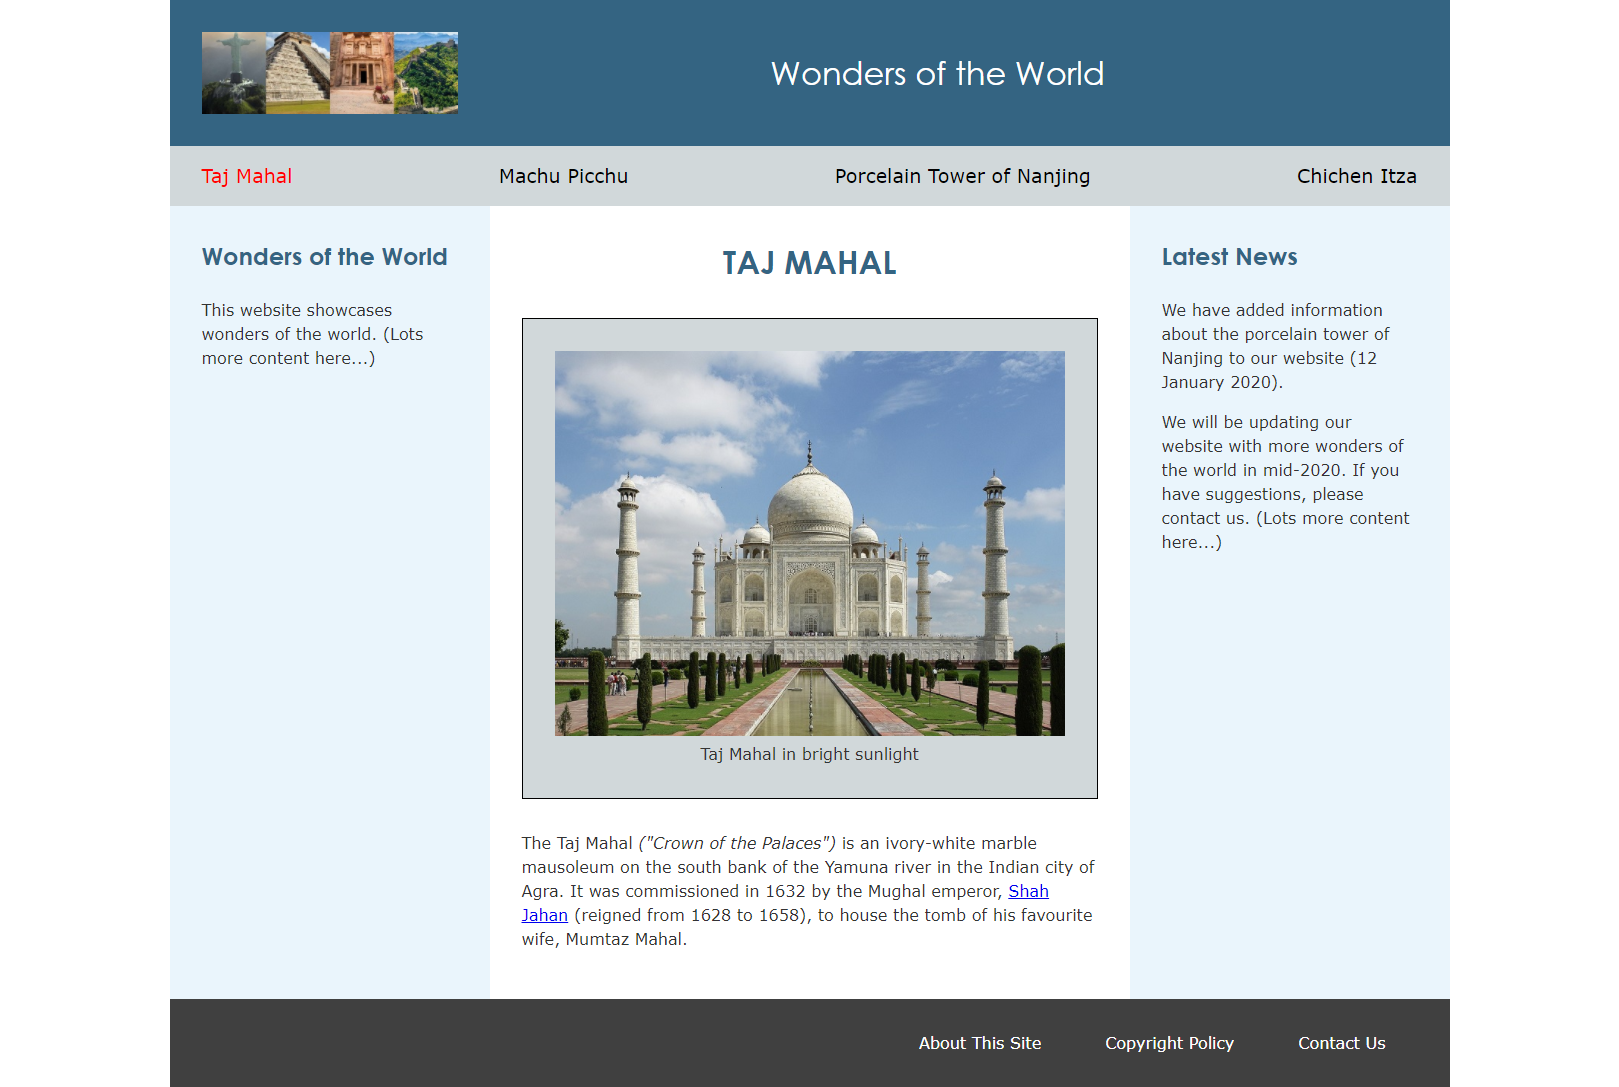 Wonders of the World
Taj Mahal
Machu Picchu
Porcelain Tower of Nanjing
Chichen Itza
Wonders of the World
This website showcases
wonders of the world. (Lots
more content here...)
TAJ MAHAL
Taj Mahal in bright sunlight
The Taj Mahal ("Crown of the Palaces") is an ivory-white marble
mausoleum on the south bank of the Yamuna river in the Indian city of
Agra. It was commissioned in 1632 by the Mughal emperor, Shah
Jahan (reigned from 1628 to 1658), to house the tomb of his favourite
wife, Mumtaz Mahal.
Latest News
We have added information
about the porcelain tower of
Nanjing to our website (12
January 2020).
We will be updating our
website with more wonders of
the world in mid-2020. If you
have suggestions, please
contact us. (Lots more content
here...)
About This Site
Copyright Policy
Contact Us